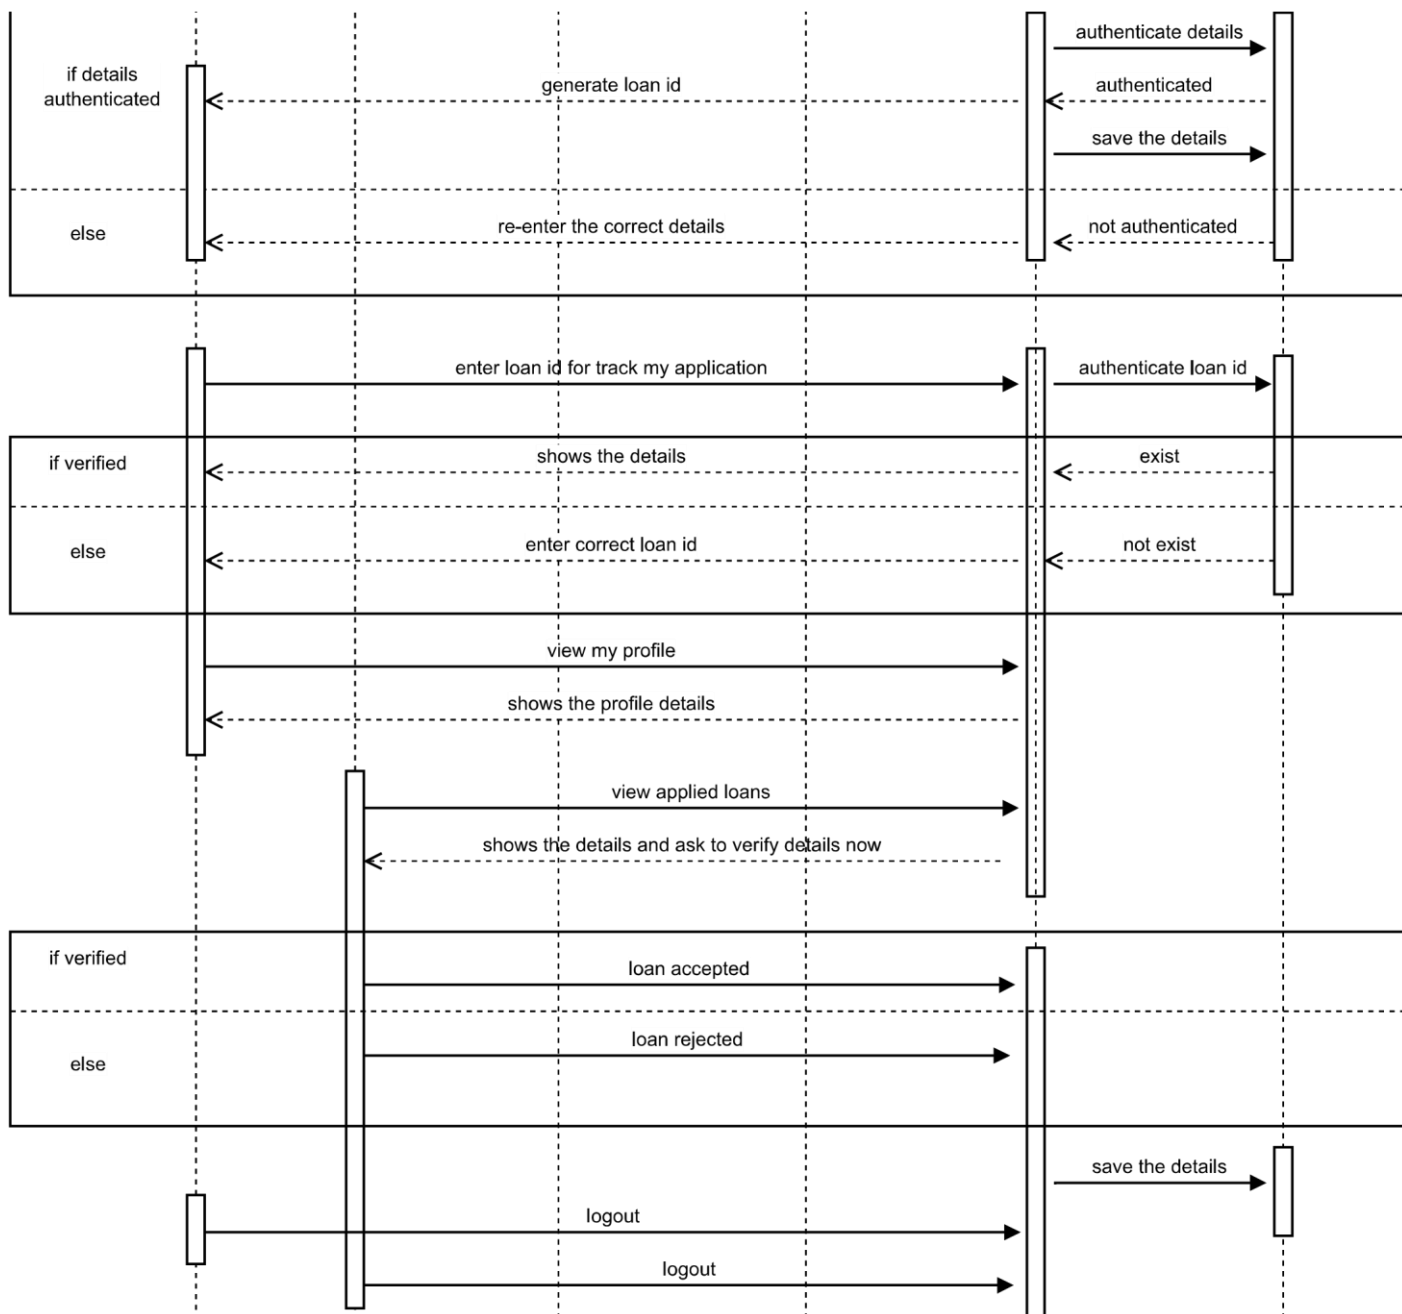 authenticate details
if details
authenticated
generate loan id
authenticated
save the details
else
re-enter the correct details
not authenticated
enter loan id for track my application
authenticate loan id
if verified
shows the details
exist
else
enter correct loan id
not exist
view my profile
shows the profile details
view applied loans
shows the details and ask to verify details now
if verified
loan accepted
loan rejected
else
save the details
logout
logout